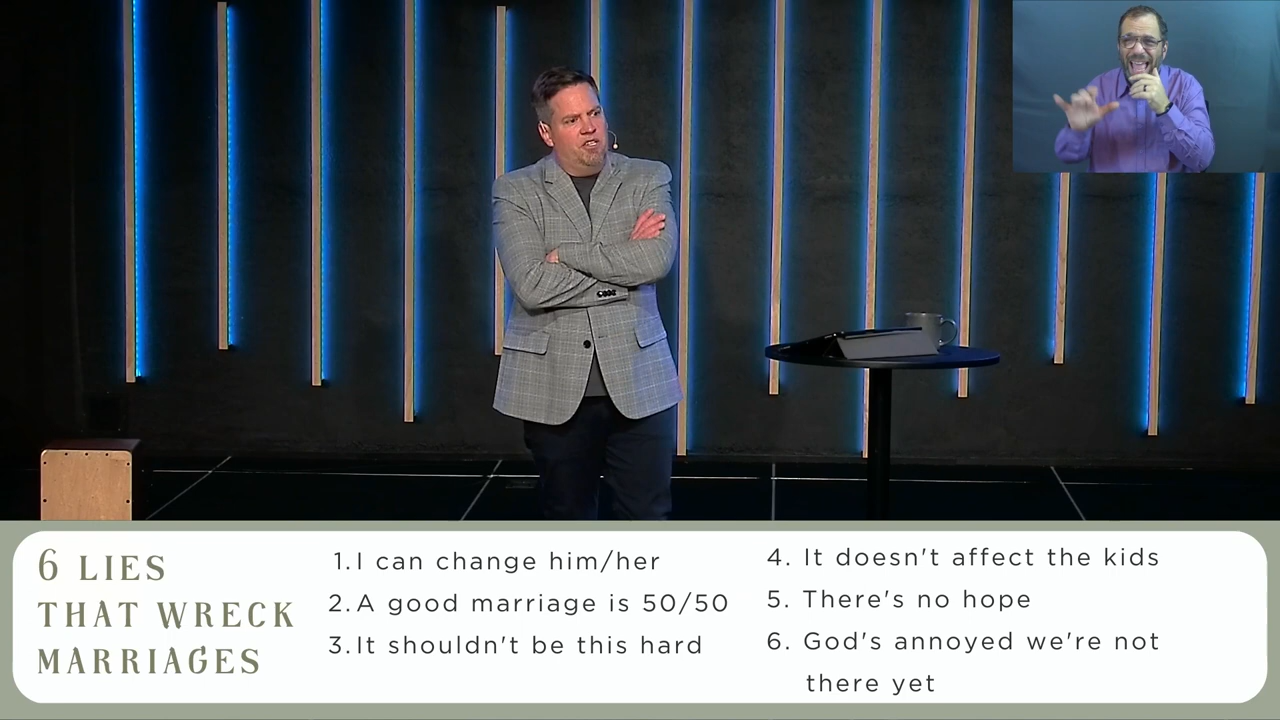 6 LIES
THAT WRECK
MARRIAGES
1. I can change him/her
2. A good marriage is 50/50
3. It shouldn't be this hard
4. It doesn't affect the kids
5. There's no hope
6. God's annoyed we're not
there yet